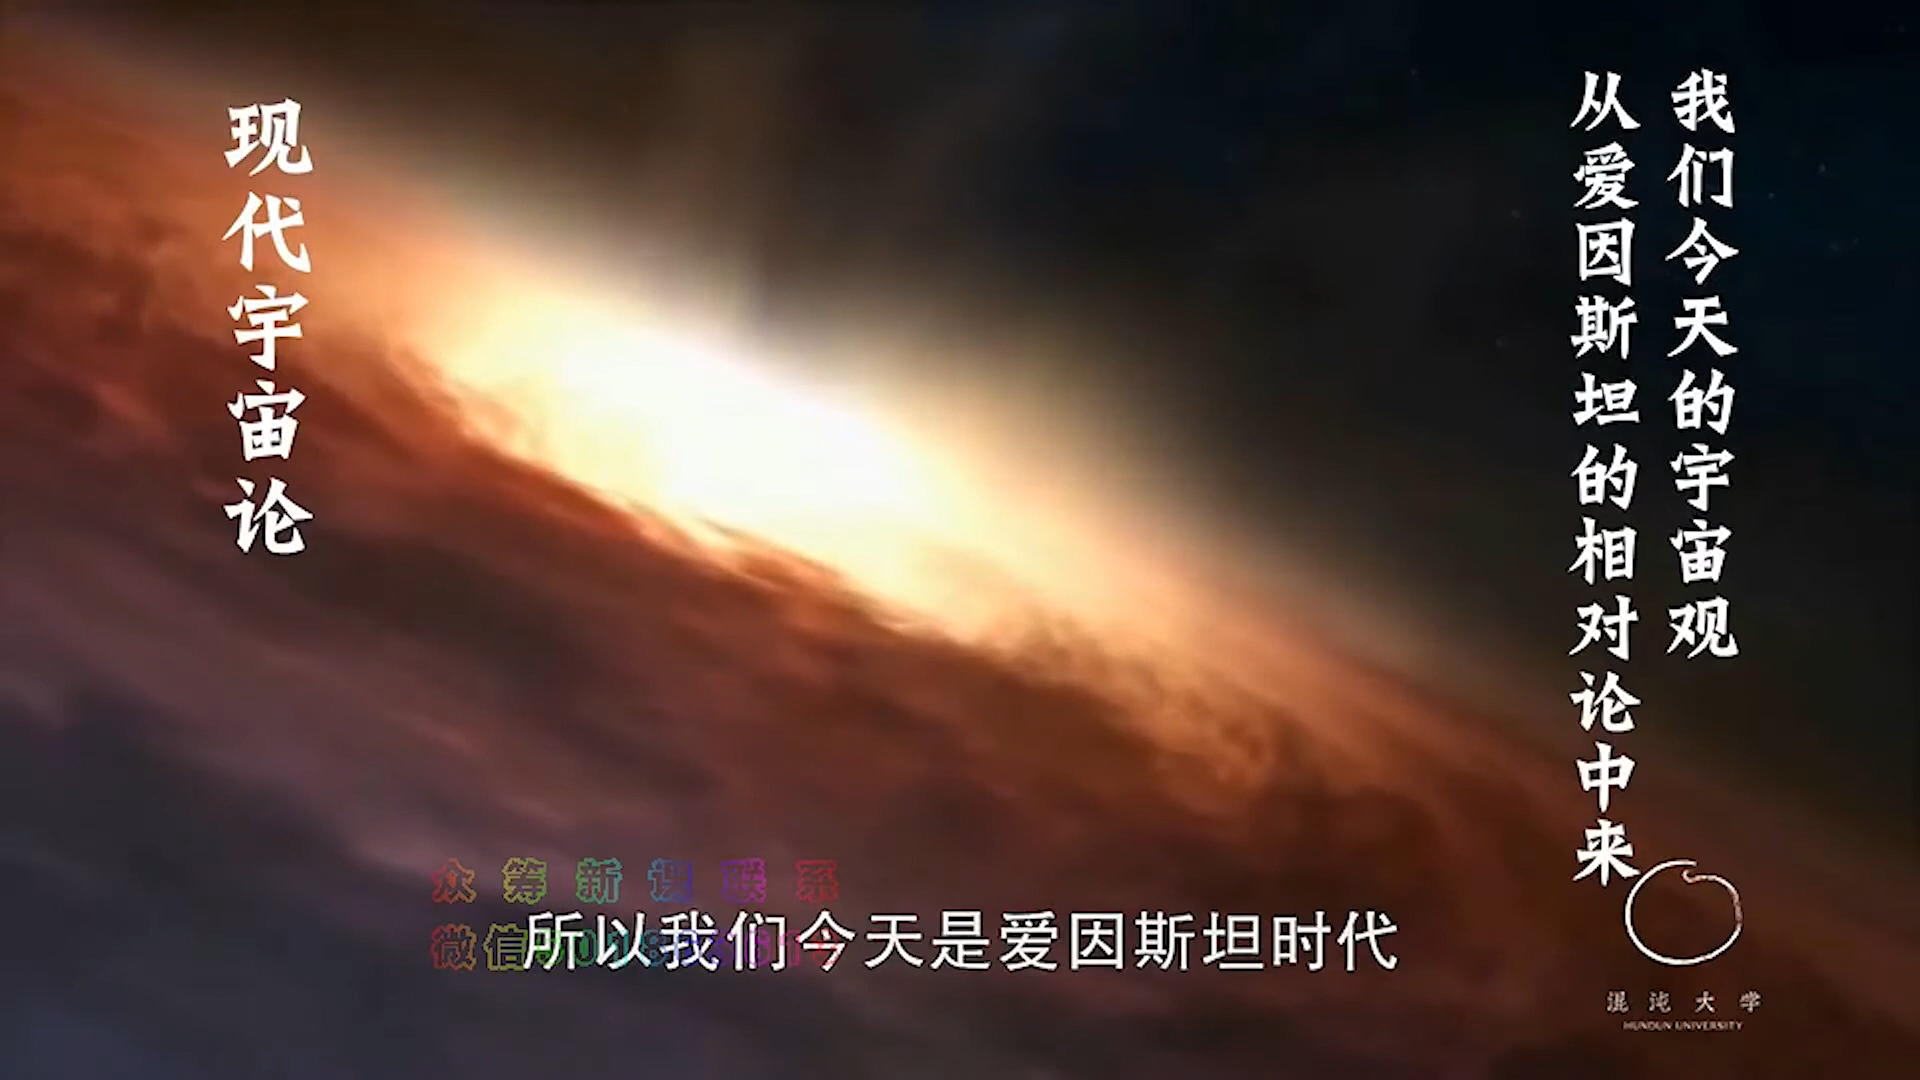 现代宇宙论
我们今天的宇宙观
从爱因斯坦的相对论中来
众筹新课联系
微信
所以我们今天是爱因斯坦时代
混沌大学
HUNDUN UNIVERSITY